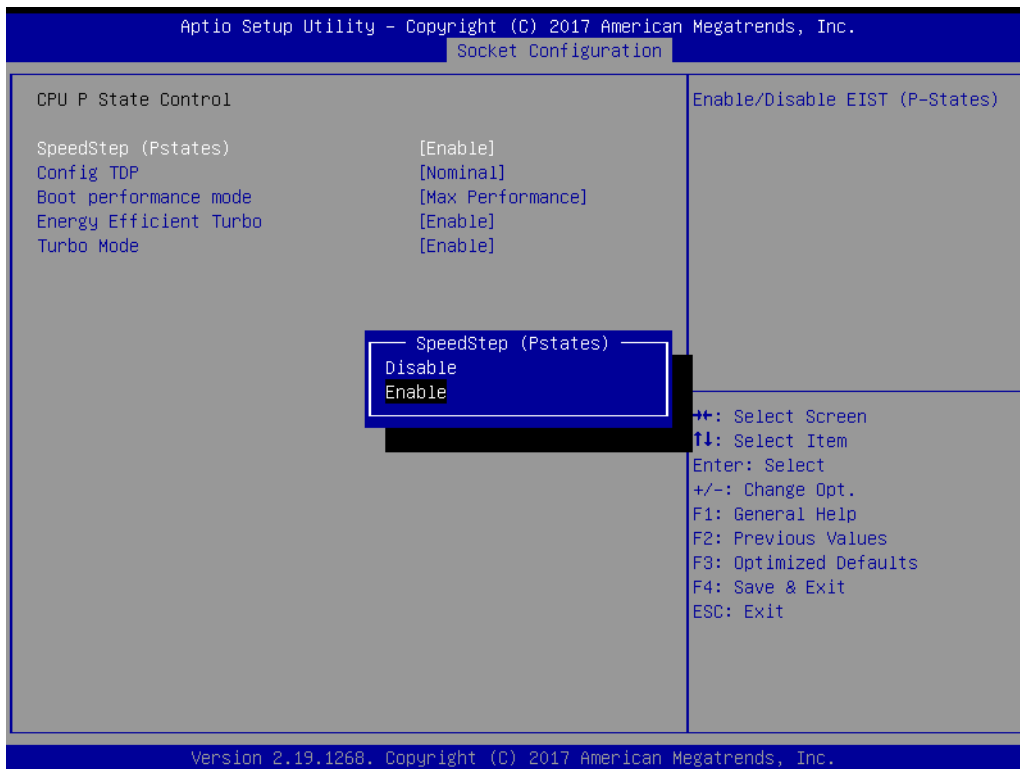 Aptio Setup Utility – Copyright (C) 2017 American Megatrends, Inc.
Socket Configuration
CPU P State Control
Enable/Disable EIST (P-States)
SpeedStep (Pstates) [Enable]
Config TDP [Nominal]
Boot performance mode [Max Performance]
Energy Efficient Turbo [Enable]
Turbo Mode [Enable]
SpeedStep (Pstates)
Disable
Enable
→←: Select Screen
↑↓: Select Item
Enter: Select
+/-: Change Opt.
F1: General Help
F2: Previous Values
F3: Optimized Defaults
F4: Save & Exit
ESC: Exit
Version 2.19.1268. Copyright (C) 2017 American Megatrends, Inc.